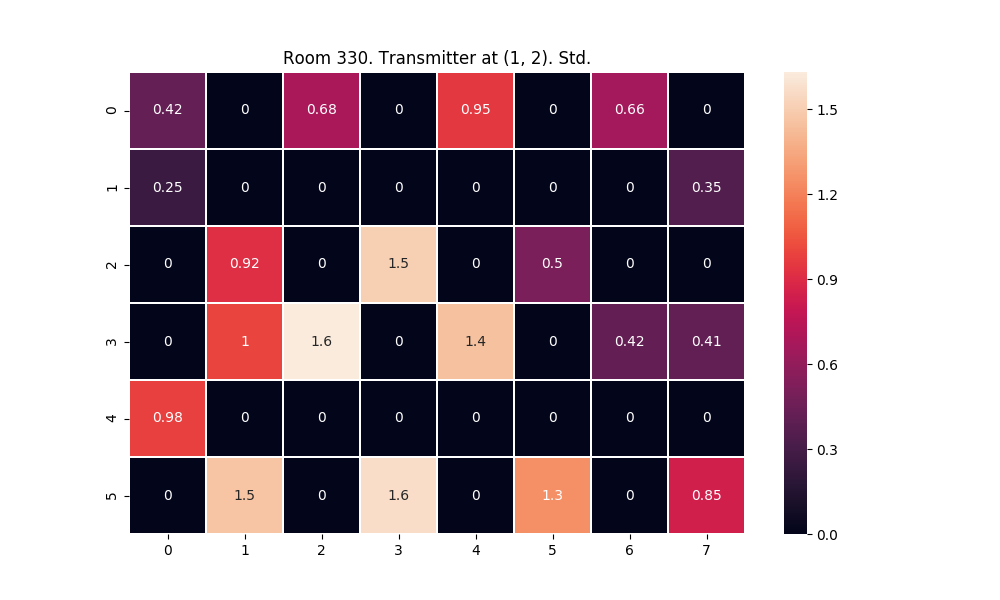 Room 330. Transmitter at (1, 2). Std.
0 0.42 0 0.68 0 0.95 0 0.66 0
1 0.25 0 0 0 0 0 0 0.35
2 0 0.92 0 1.5 0 0.5 0 0
3 0 1 1.6 0 1.4 0 0.42 0.41
4 0.98 0 0 0 0 0 0 0
5 0 1.5 0 1.6 0 1.3 0 0.85
0 1 2 3 4 5 6 7
1.5
1.2
0.9
0.6
0.3
0.0